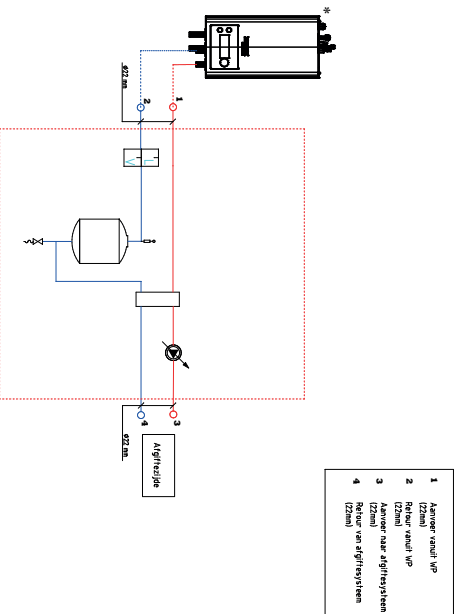 *
ø22 mm
2
1
L
V
3
4
ø22 mm
Afgiftezijde
1 Aanvoer vanuit WP
(22mm)
2 Retour vanuit WP
(22mm)
3 Aanvoer naar afgiftesysteem
(22mm)
4 Retour van afgiftesysteem
(22mm)